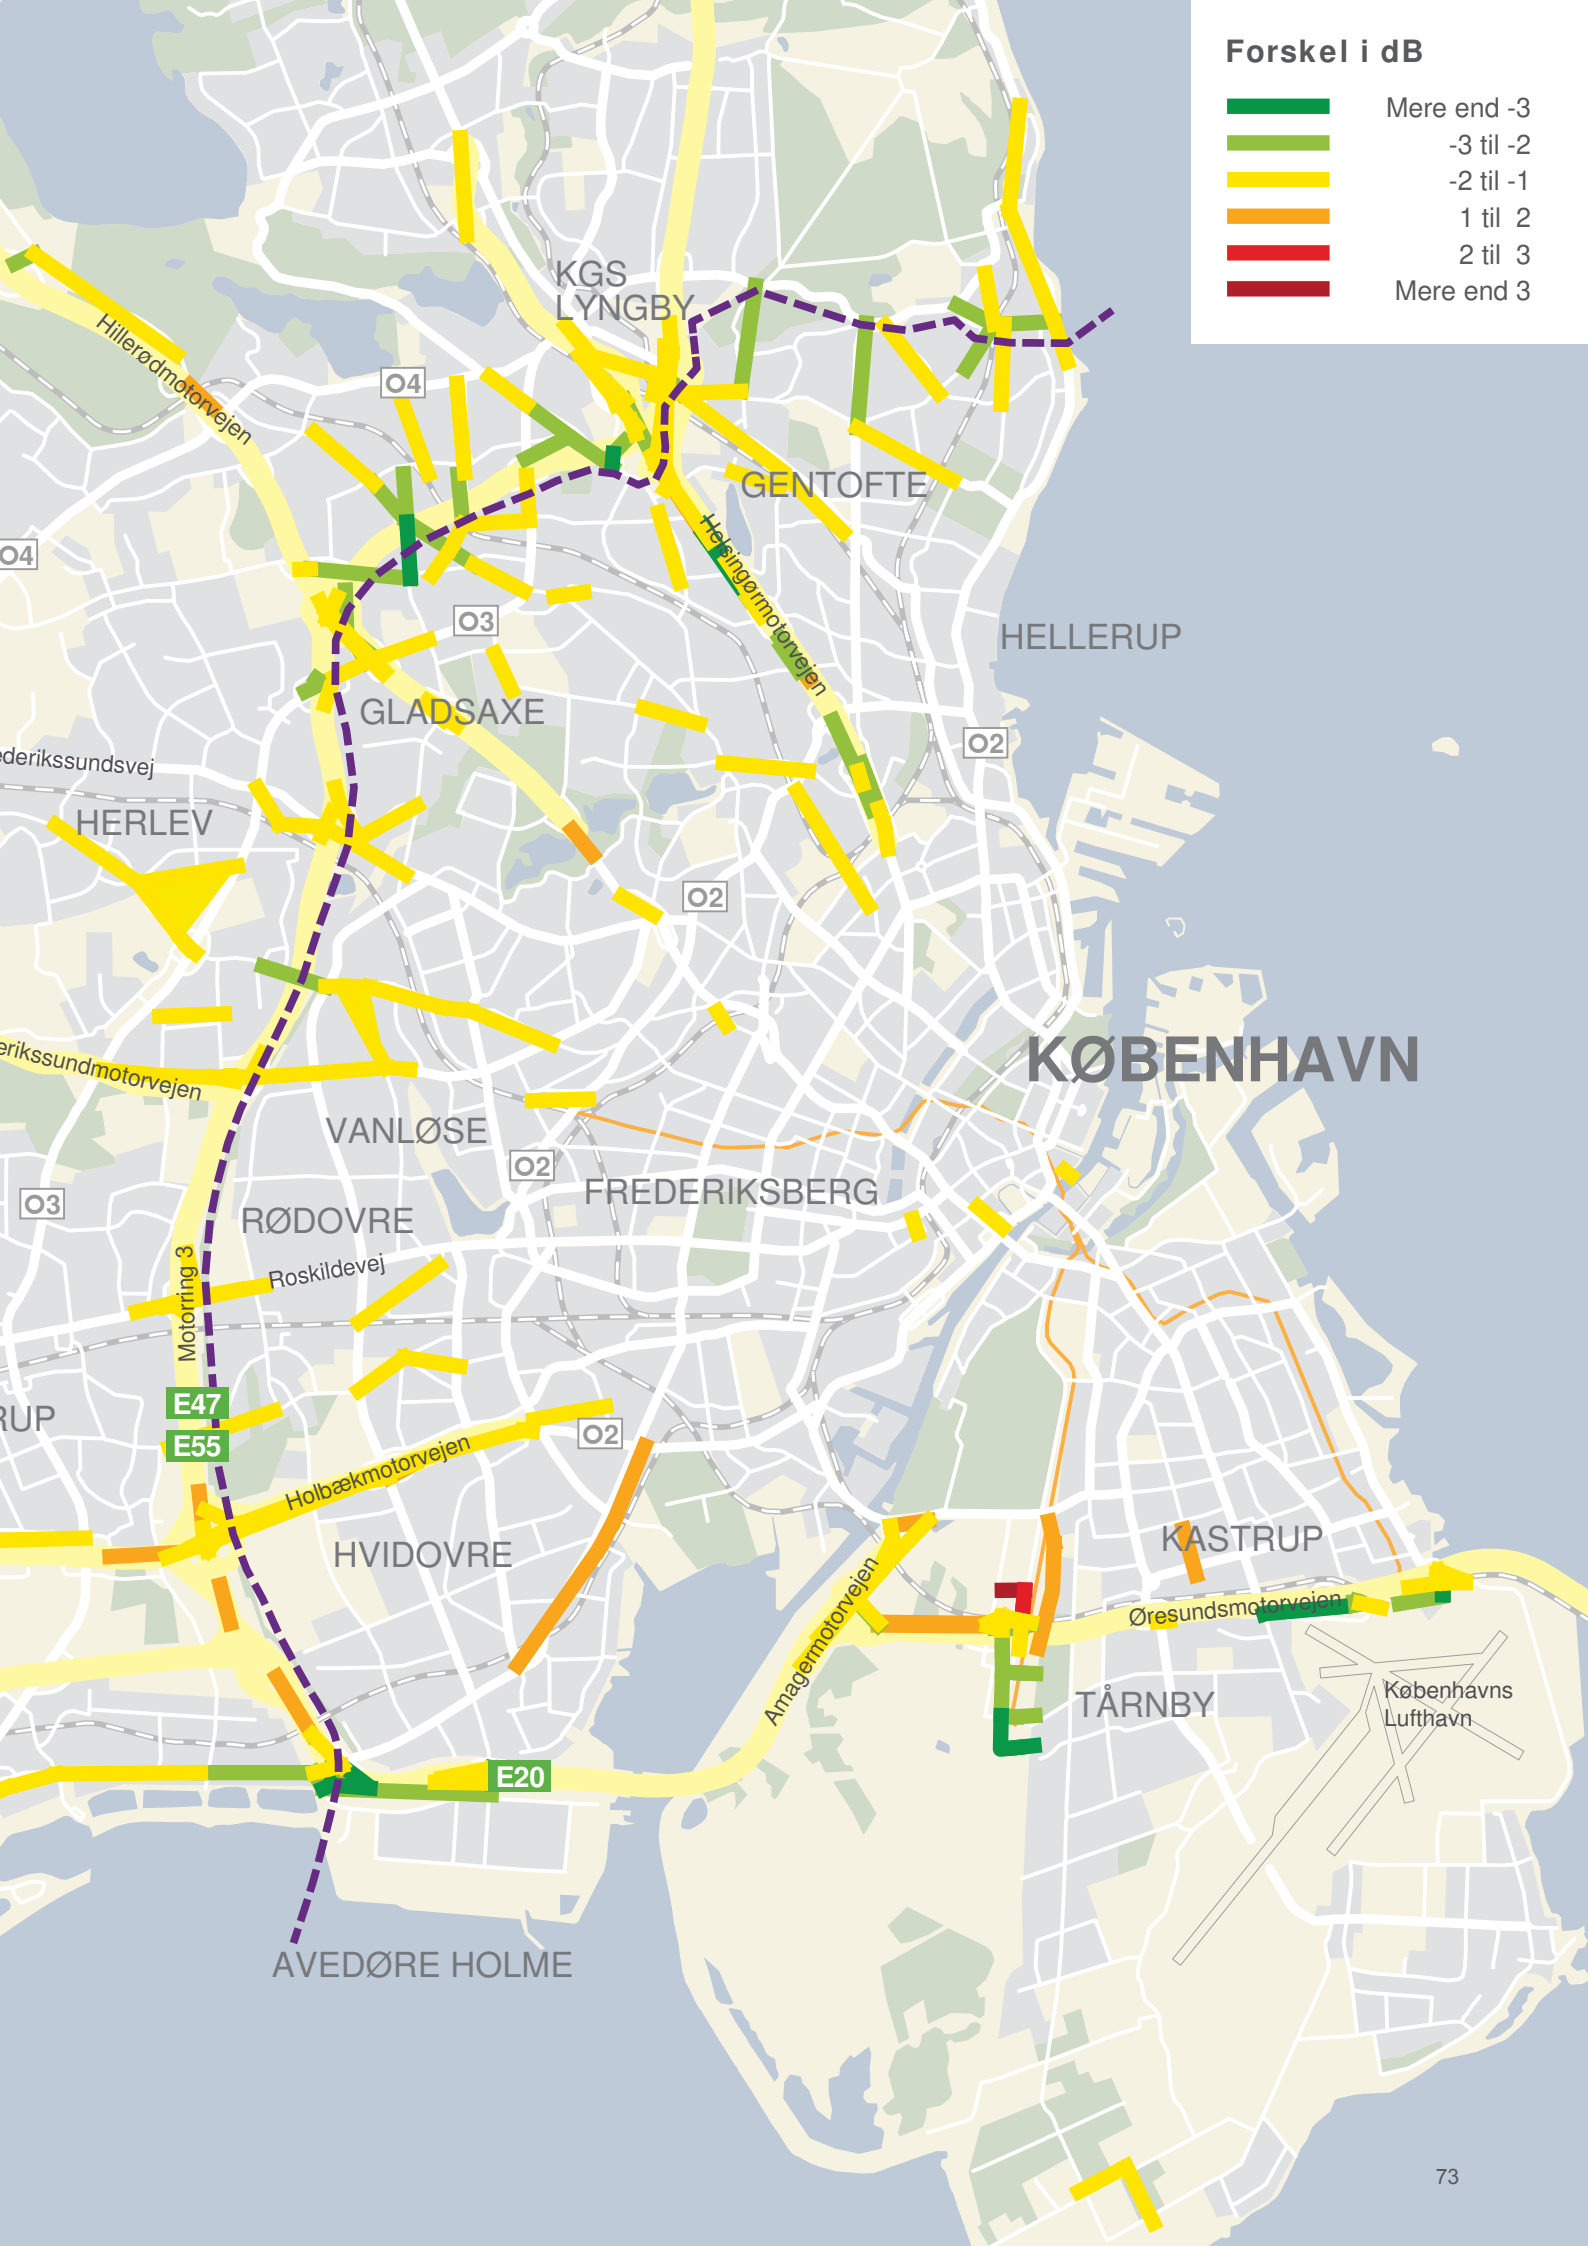 Forskel i dB
Mere end -3
-3 til -2
-2 til -1
1 til 2
2 til 3
Mere end 3
KGS
LYNGBY
Hillerødmotorvejen
O4
GENTOFTE
O4
Helsingørmotorvejen
O3
HELLERUP
GLADSAXE
O2
ederikssundsvej
HERLEV
O2
KØBENHAVN
erikssundmotorvejen
VANLØSE
O2
FREDERIKSBERG
O3
RØDOVRE
Roskildevej
Motorring 3
E47
RUP
O2
E55
Holbækmotorvejen
KASTRUP
HVIDOVRE
Amagermotorvejen
Øresundsmotorvejen
TÅRNBY
Københavns
Lufthavn
E20
AVEDØRE HOLME
73